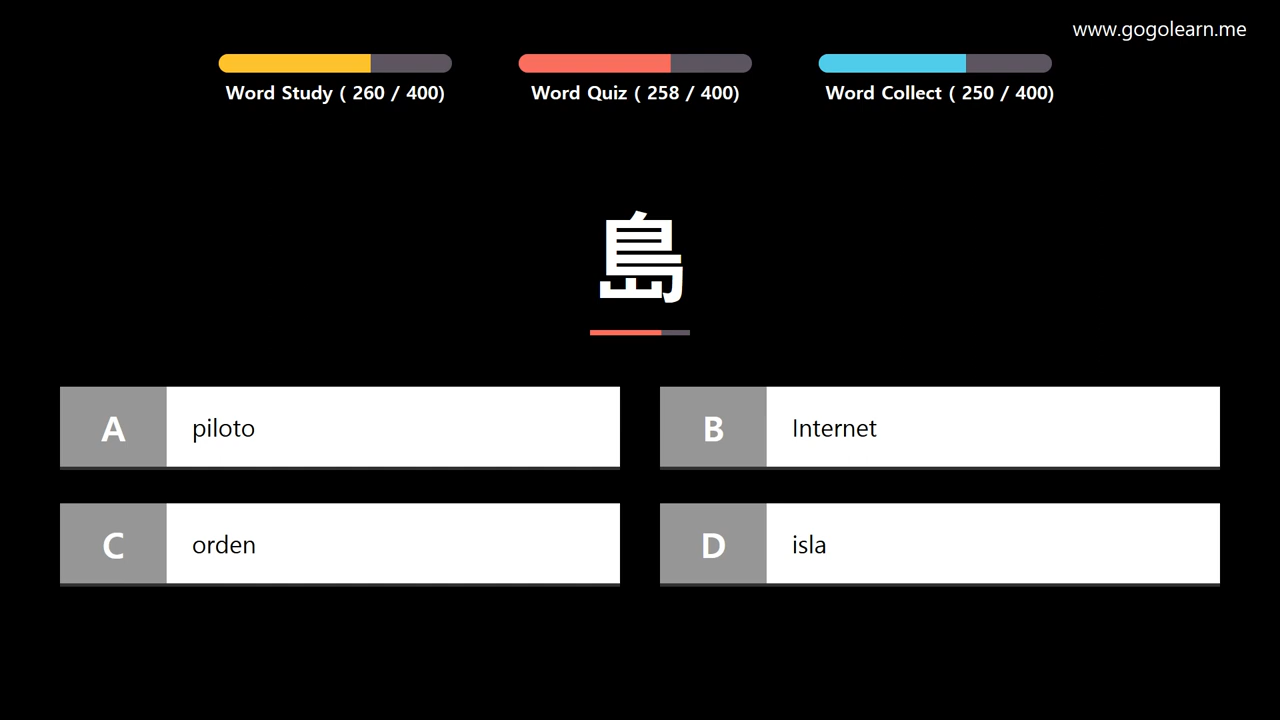 www.gogolearn.me
Word Study ( 260 / 400)
Word Quiz ( 258 / 400)
Word Collect ( 250 / 400)
島
A piloto
B Internet
C orden
D isla